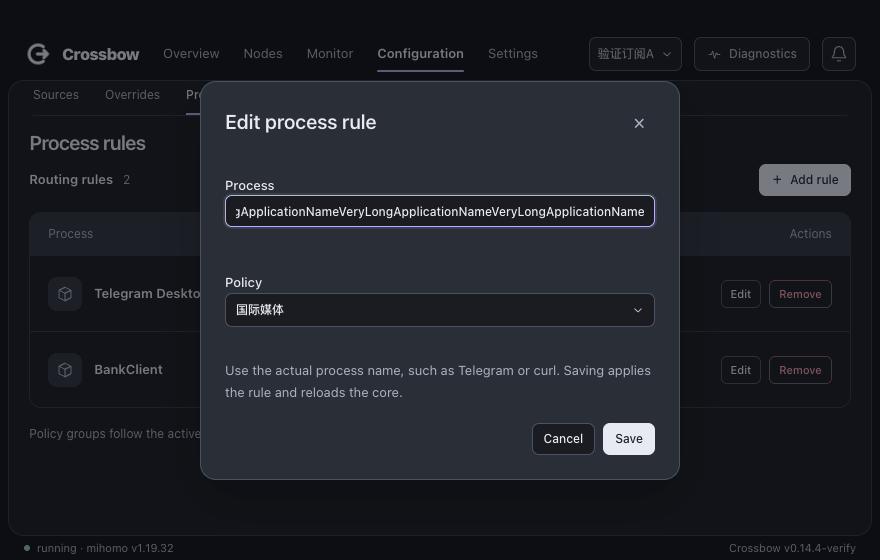 Crossbow Overview Nodes Monitor Configuration Settings 验证订阅A Diagnostics
Sources Overrides
Edit process rule
Process rules
Routing rules 2
Add rule
Process
gApplicationNameVeryLongApplicationNameVeryLongApplicationName
Process Actions
Policy
国际媒体
Telegram Deskto Edit Remove
BankClient Edit Remove
Use the actual process name, such as Telegram or curl. Saving applies
the rule and reloads the core.
Policy groups follow the active
Cancel Save
running · mihomo v1.19.32 Crossbow v0.14.4-verify